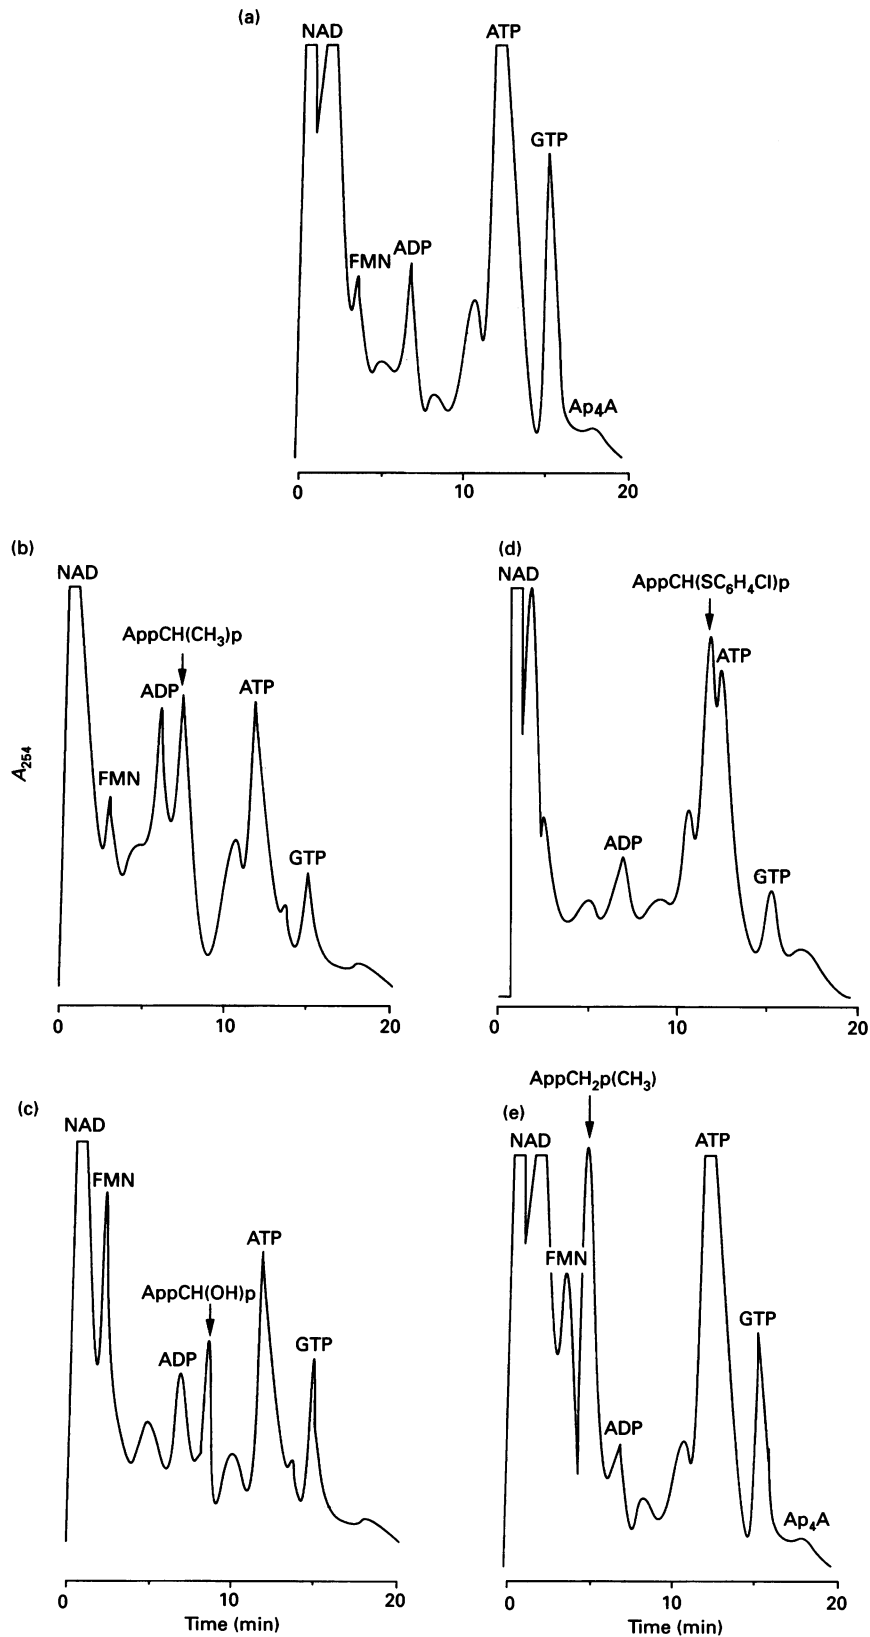 (a)
NAD
ATP
GTP
FMN
ADP
Ap₄A
0
10
20
(b)
NAD
AppCH(CH₃)p
ADP
ATP
FMN
GTP
A₂₅₄
0
10
20
(d)
NAD
AppCH(SC₆H₄Cl)p
ATP
ADP
GTP
0
10
20
(c)
NAD
FMN
ATP
AppCH(OH)p
ADP
GTP
0
10
20
Time (min)
AppCH₂p(CH₃)
(e)
NAD
ATP
FMN
GTP
ADP
Ap₄A
0
10
20
Time (min)